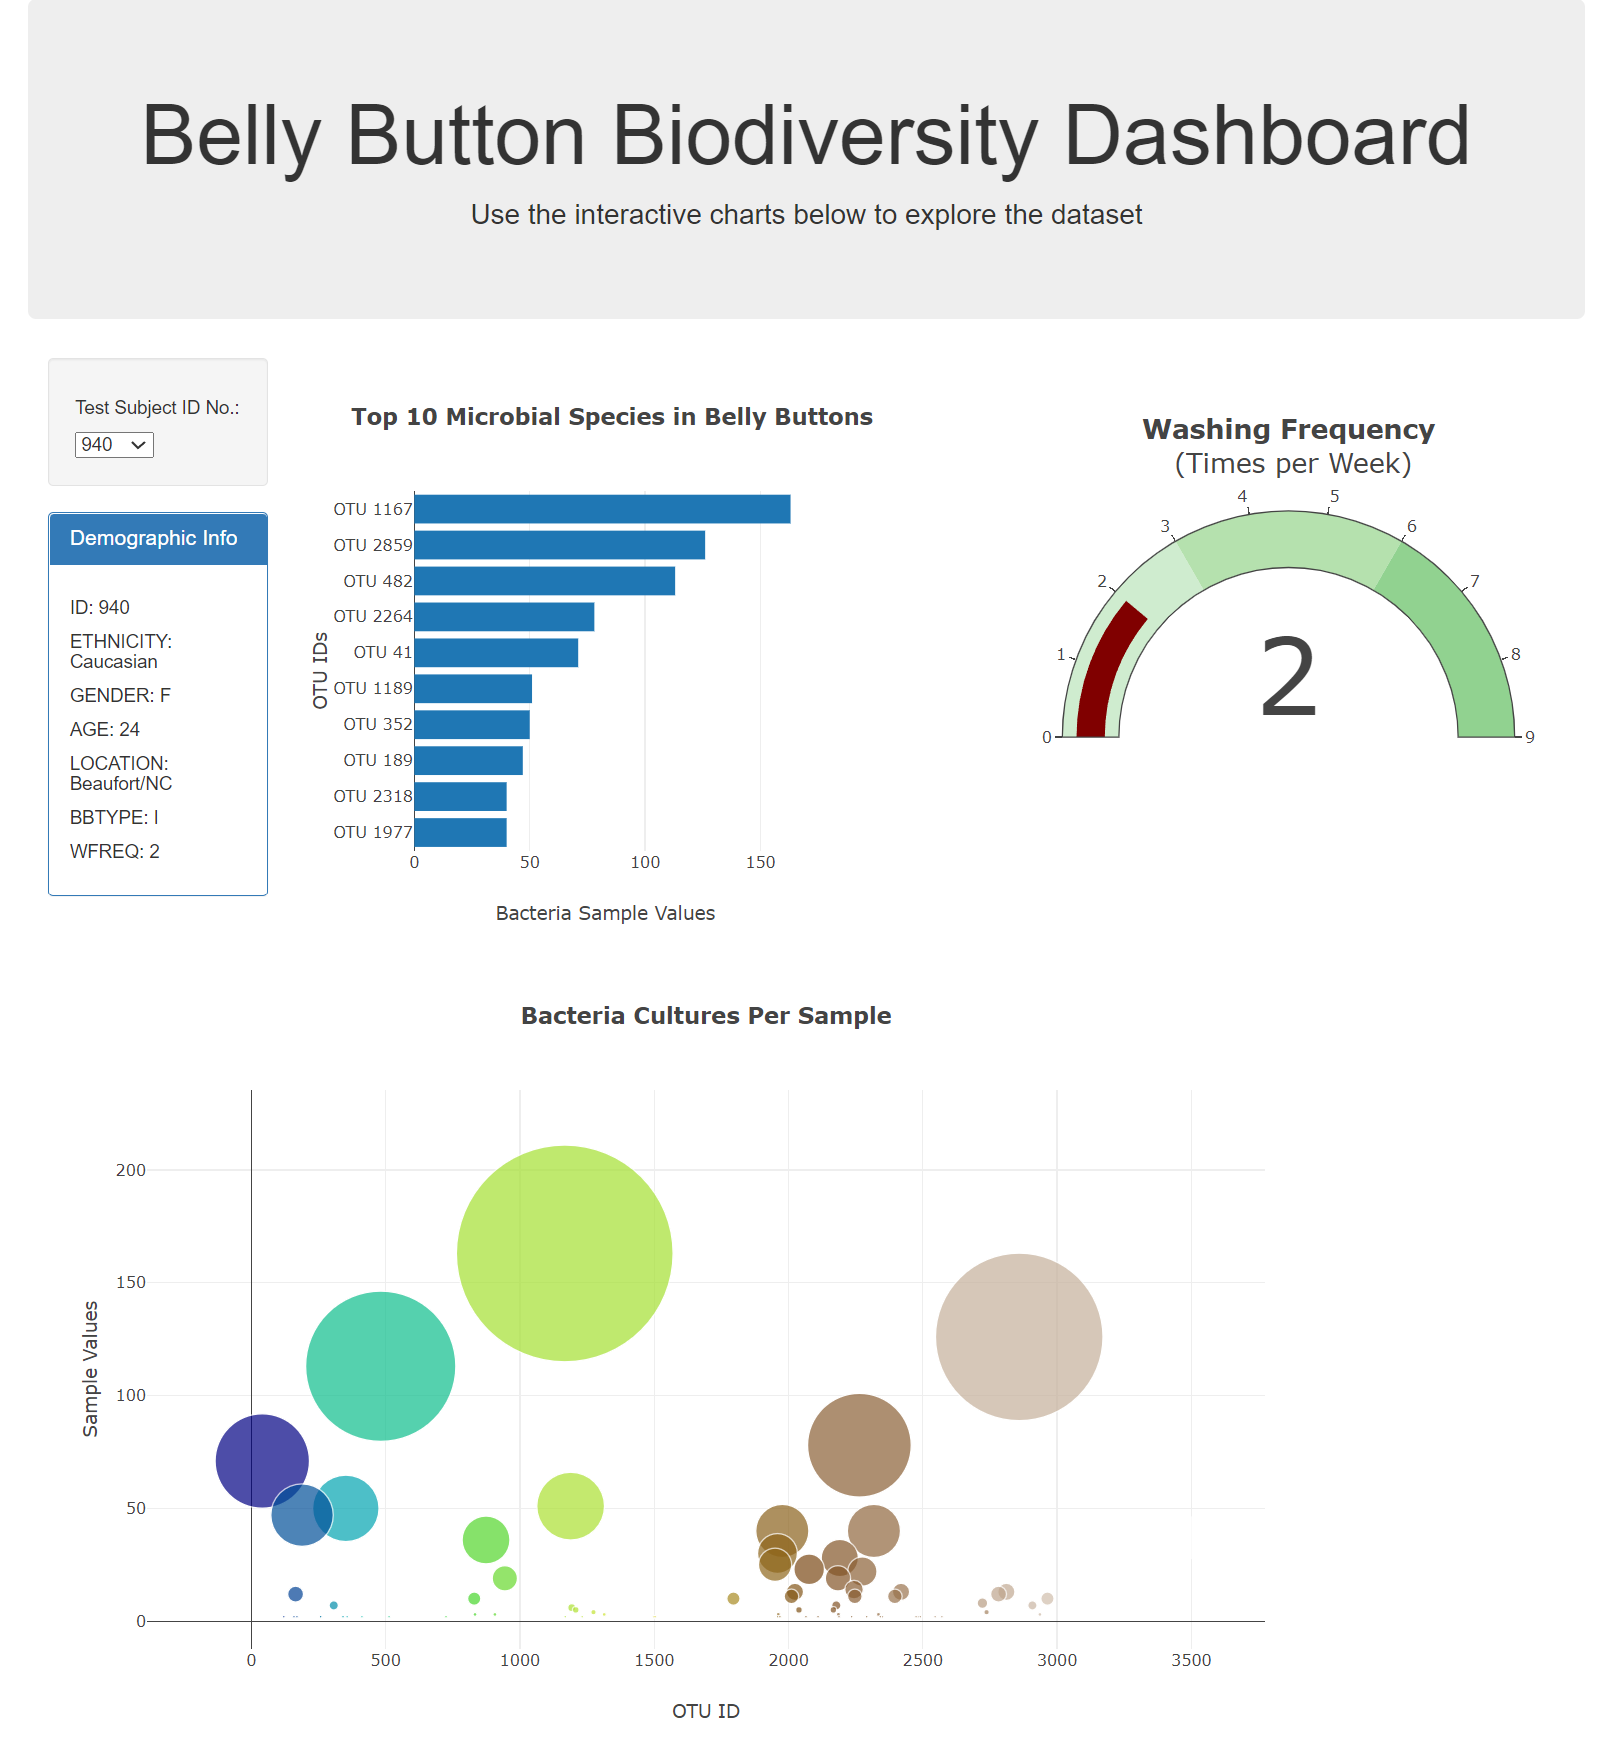 Belly Button Biodiversity Dashboard
Use the interactive charts below to explore the dataset
Test Subject ID No.:
940
Demographic Info
ID: 940
ETHNICITY:
Caucasian
GENDER: F
AGE: 24
LOCATION:
Beaufort/NC
BBTYPE: I
WFREQ: 2
Top 10 Microbial Species in Belly Buttons
OTU IDs
OTU 1167
OTU 2859
OTU 482
OTU 2264
OTU 41
OTU 1189
OTU 352
OTU 189
OTU 2318
OTU 1977
0 50 100 150
Bacteria Sample Values
Washing Frequency
(Times per Week)
0 1 2 3 4 5 6 7 8 9
2
Bacteria Cultures Per Sample
Sample Values
200
150
100
50
0
0 500 1000 1500 2000 2500 3000 3500
OTU ID